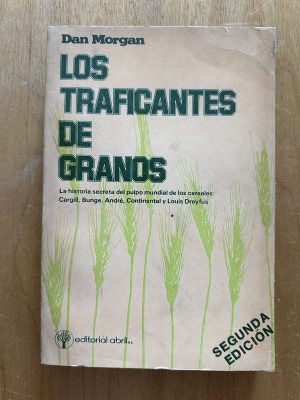 Dan Morgan
LOS
TRAFICANTES
DE
GRANOS
La historia secreta del pulpo mundial de los cereales:
Cargill, Bunge, André, Continental y Louis Dreyfus
SEGUNDA
EDICIÓN
editorial abril s.a.